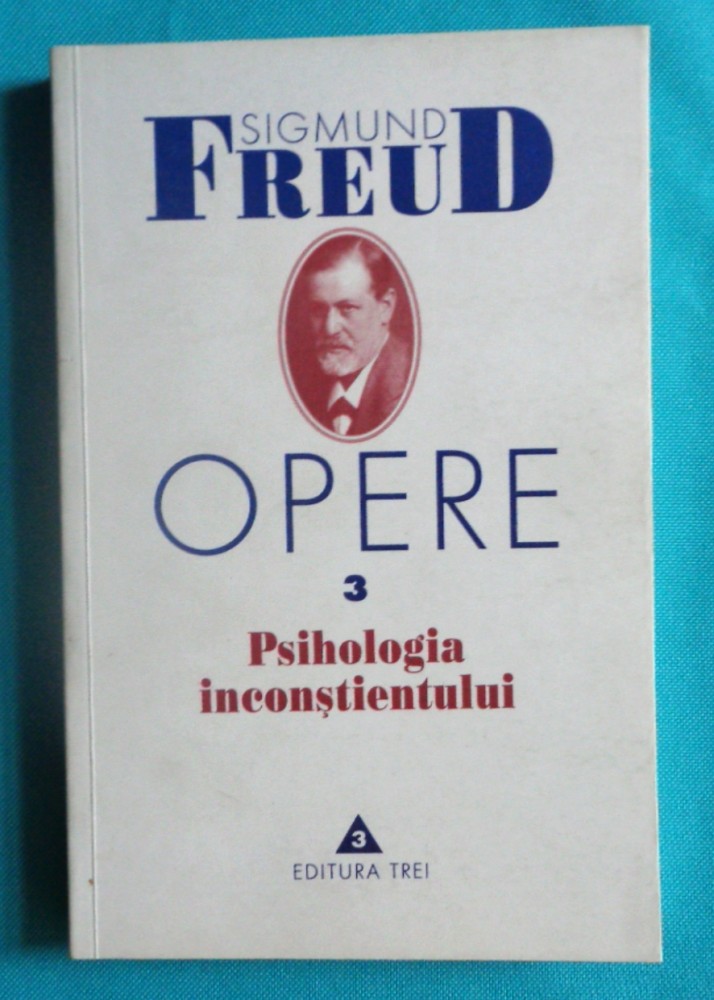 SIGMUND
FREUD
OPERE
3
Psihologia
inconştientului
3
EDITURA TREI